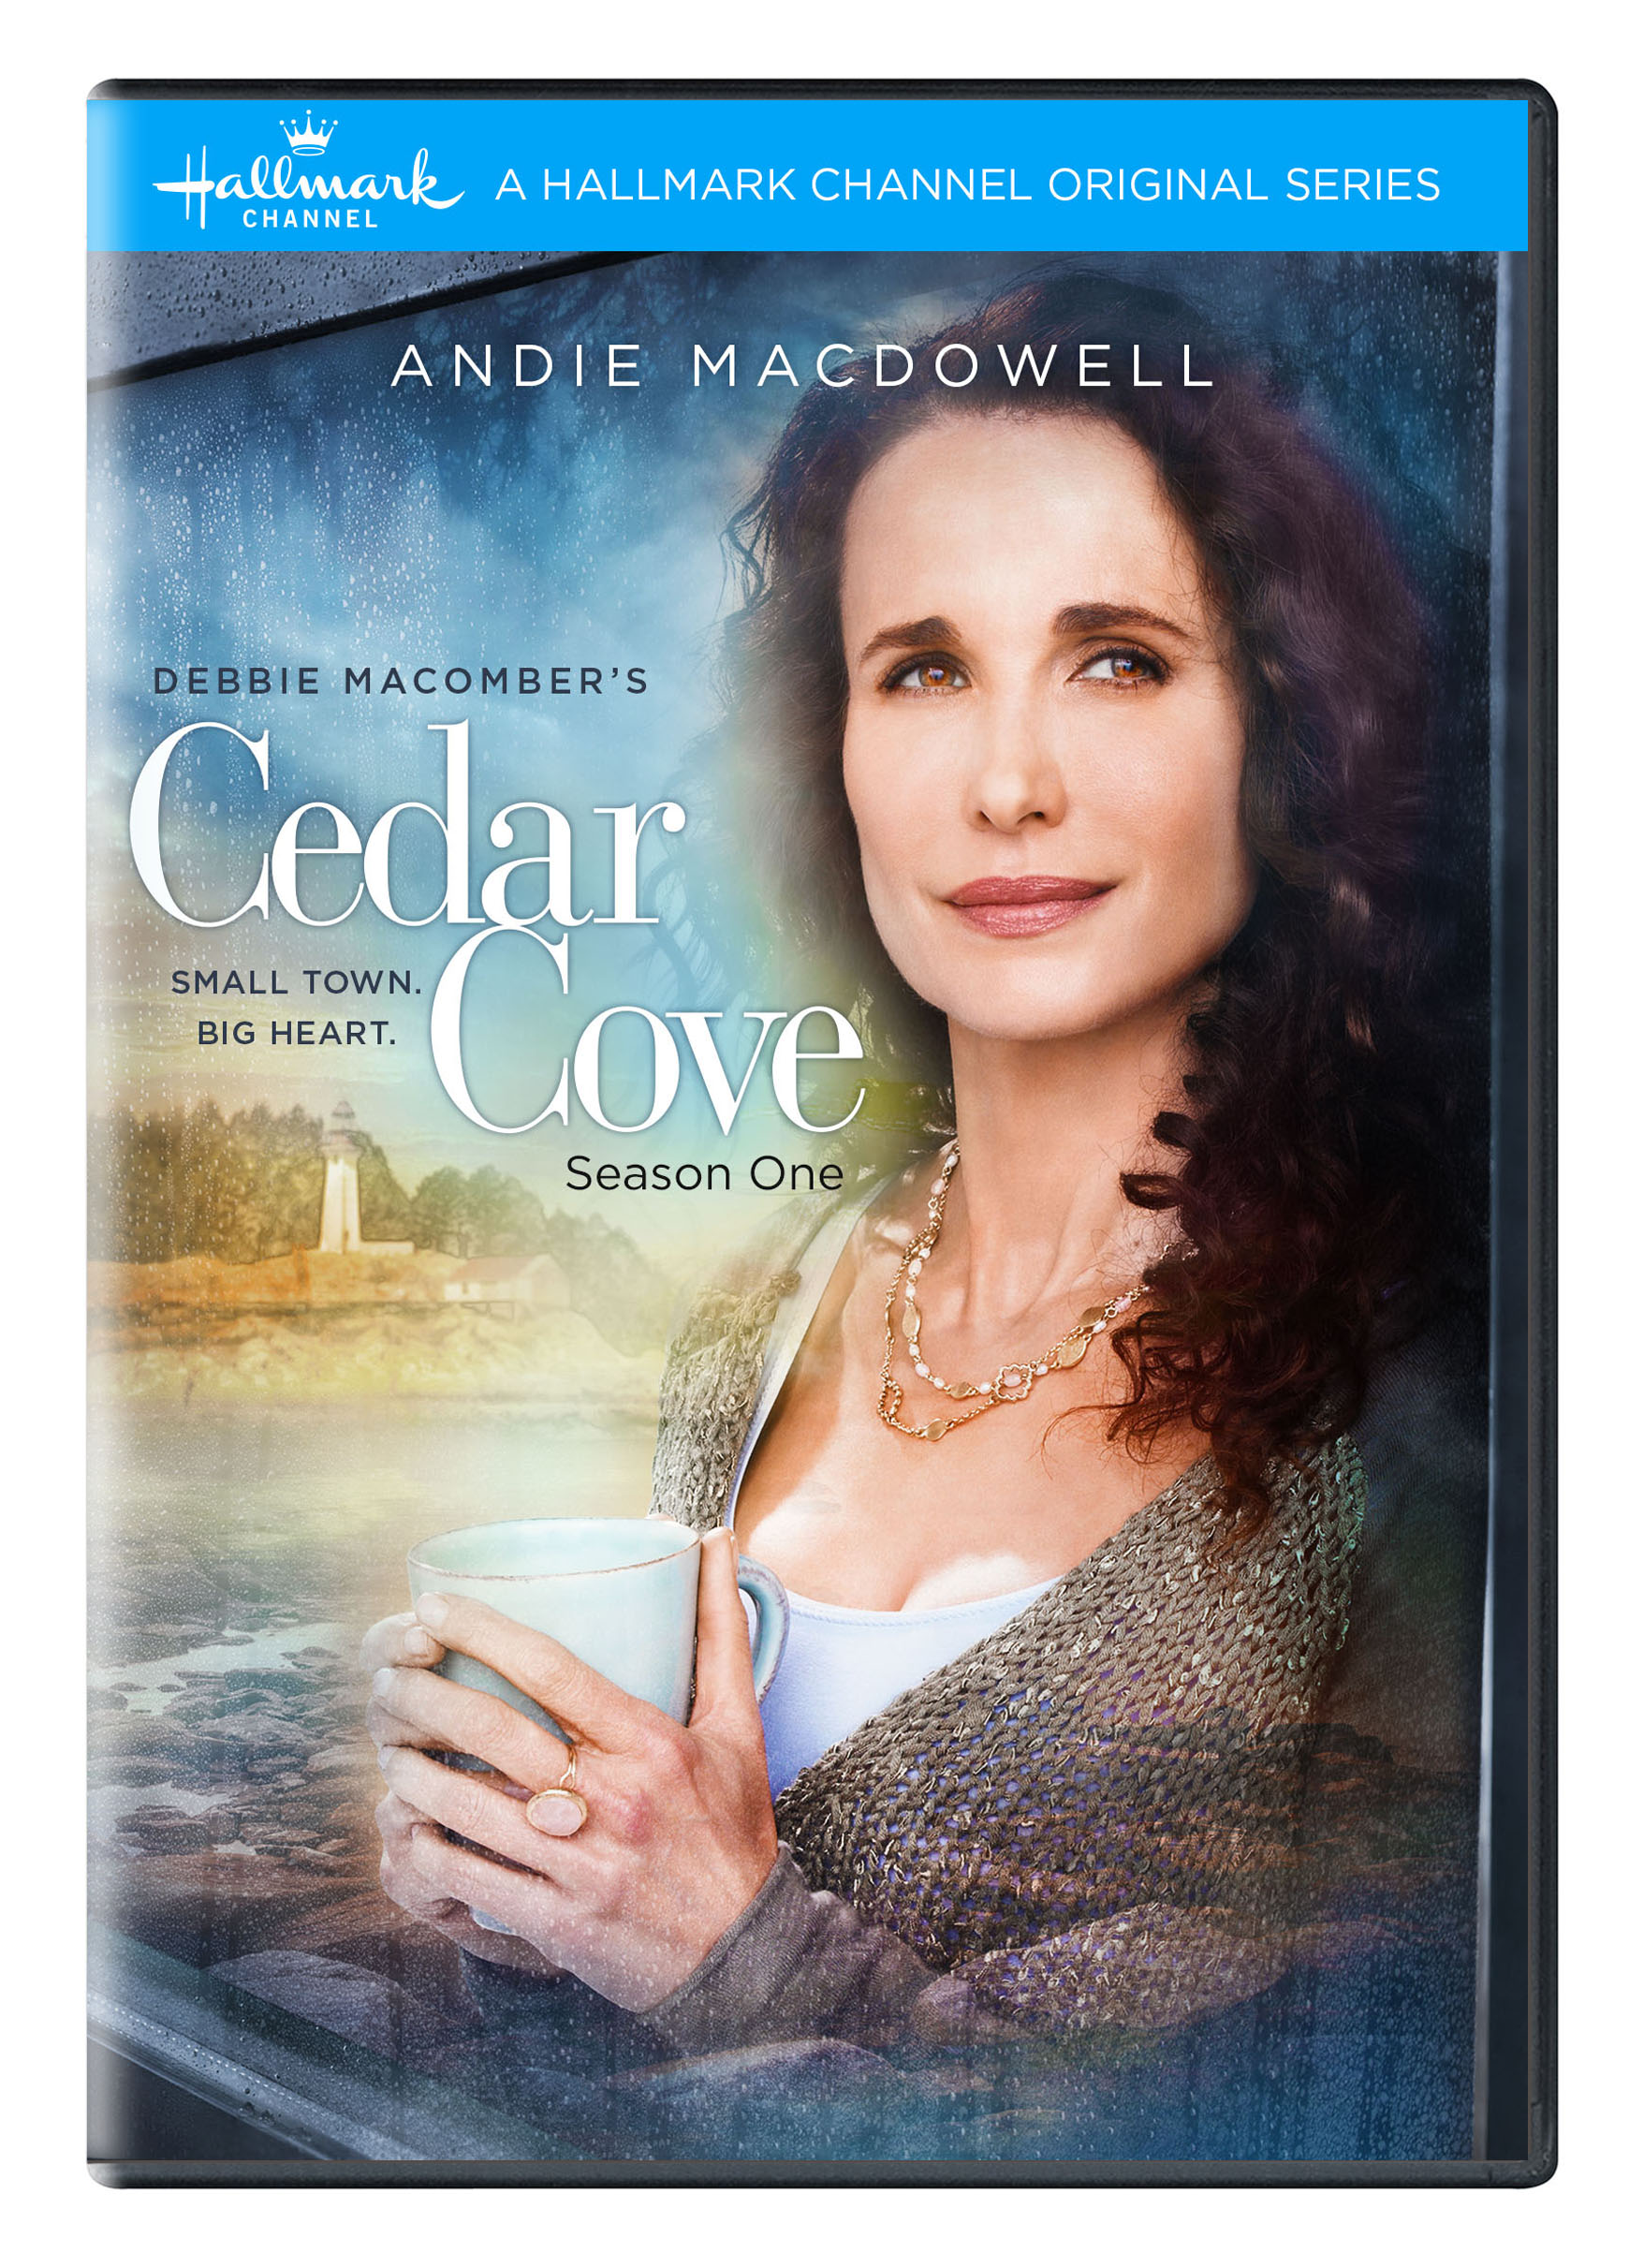 Hallmark
CHANNEL
A HALLMARK CHANNEL ORIGINAL SERIES
ANDIE MACDOWELL
DEBBIE MACOMBER'S
Cedar
Cove
SMALL TOWN.
BIG HEART.
Season One